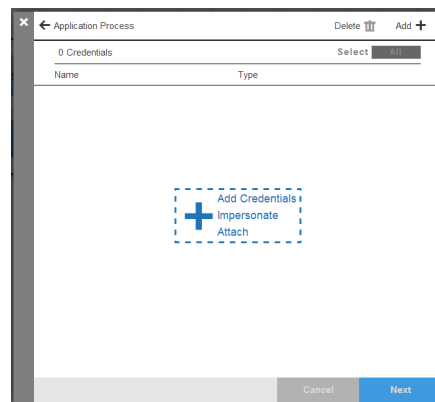 Application Process Delete Add
0 Credentials Select All
Name Type
Add Credentials
Impersonate
Attach
Cancel Next